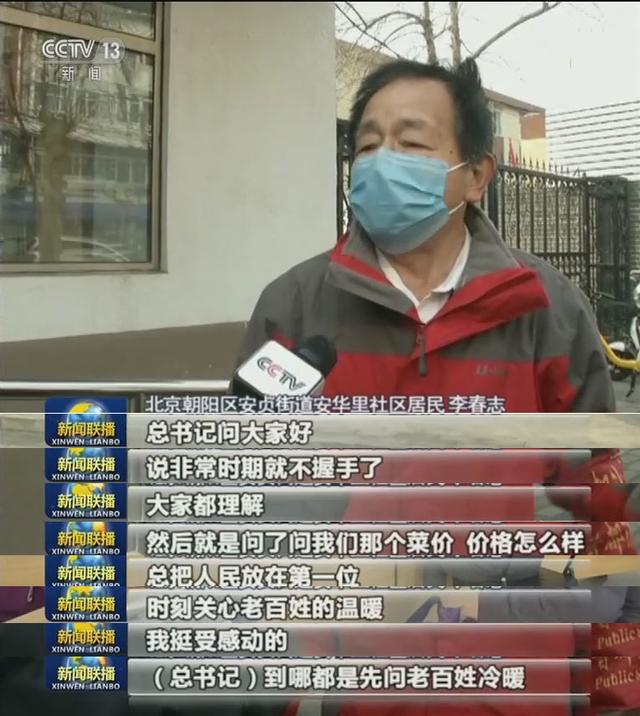 CCTV 13
新闻
CCTV
北京朝阳区安贞街道安华里社区居民 李春志
新闻联播
XINWEN LIANBO
总书记问大家好
新闻联播
XINWEN LIANBO
说非常时期就不握手了
新闻联播
XINWEN LIANBO
大家都理解
新闻联播
XINWEN LIANBO
然后就是问了问我们那个菜价 价格怎么样
新闻联播
XINWEN LIANBO
总把人民放在第一位
新闻联播
XINWEN LIANBO
时刻关心老百姓的温暖
新闻联播
XINWEN LIANBO
我挺受感动的
新闻联播
XINWEN LIANBO
（总书记）到哪都是先问老百姓冷暖